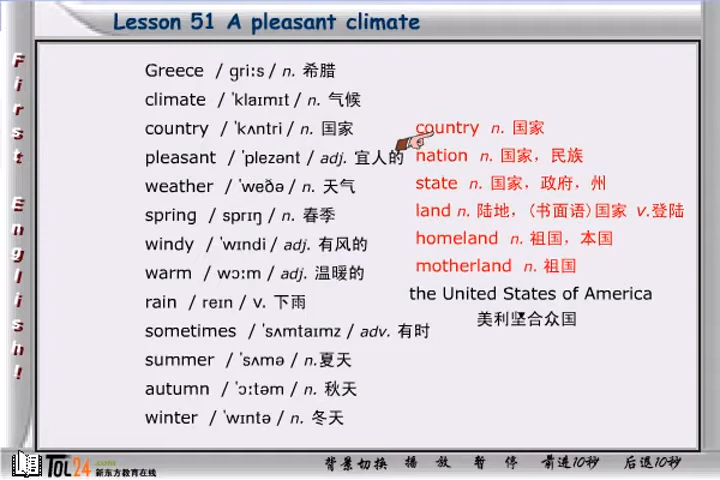 Lesson 51 A pleasant climate
First English!
Greece / ɡriːs / n. 希腊
climate / ˈklaɪmɪt / n. 气候
country / ˈkʌntri / n. 国家
pleasant / ˈplezənt / adj. 宜人的
weather / ˈweðə / n. 天气
spring / sprɪŋ / n. 春季
windy / ˈwɪndi / adj. 有风的
warm / wɔːm / adj. 温暖的
rain / reɪn / v. 下雨
sometimes / ˈsʌmtaɪmz / adv. 有时
summer / ˈsʌmə / n.夏天
autumn / ˈɔːtəm / n. 秋天
winter / ˈwɪntə / n. 冬天
country n. 国家
nation n. 国家，民族
state n. 国家，政府，州
land n. 陆地，(书面语)国家 v.登陆
homeland n. 祖国，本国
motherland n. 祖国
the United States of America
美利坚合众国
TOL24.com
新东方教育在线
背景切换 播放 暂停 前进10秒 后退10秒